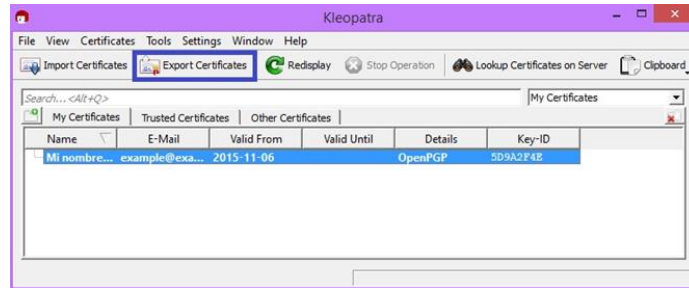 Kleopatra
File View Certificates Tools Settings Window Help
Import Certificates Export Certificates Redisplay Stop Operation Lookup Certificates on Server Clipboard
Search...<Alt+Q> My Certificates
My Certificates Trusted Certificates Other Certificates
Name E-Mail Valid From Valid Until Details Key-ID
Mi nombre... example@exa... 2015-11-06 OpenPGP 5D9A2F4E